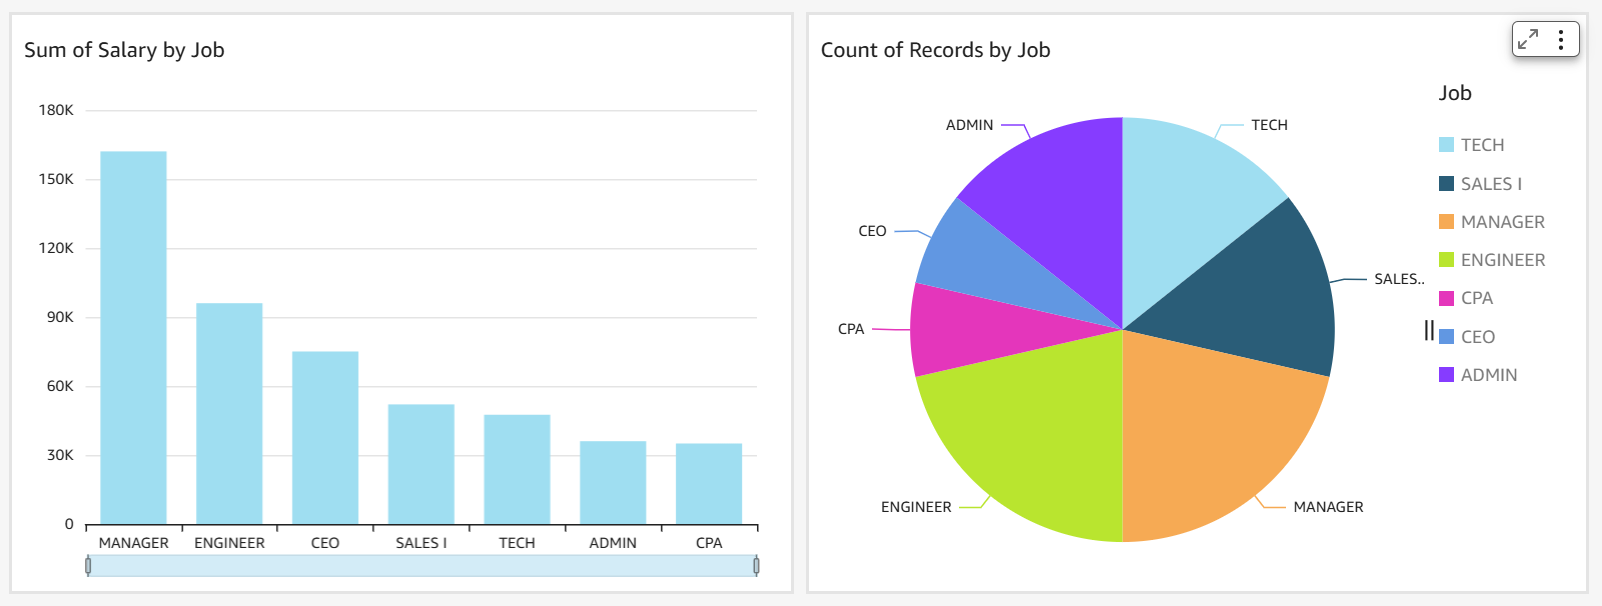 Sum of Salary by Job
180K
150K
120K
90K
60K
30K
0
MANAGER ENGINEER CEO SALES I TECH ADMIN CPA
Count of Records by Job
ADMIN
TECH
CEO
SALES..
CPA
ENGINEER
MANAGER
Job
TECH
SALES I
MANAGER
ENGINEER
CPA
CEO
ADMIN